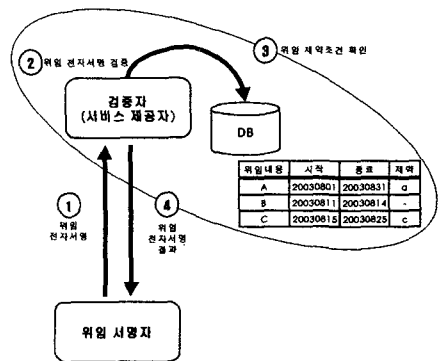 ② 위임 전자서명 검증
③ 위임 제약조건 확인
검증자
(서비스 제공자)
DB
위임내용 시작 종료 제약
A 20030801 20030831 a
B 20030811 20030814 -
C 20030815 20030825 c
① 위임
전자서명
④ 위임
전자서명
결과
위임 서명자